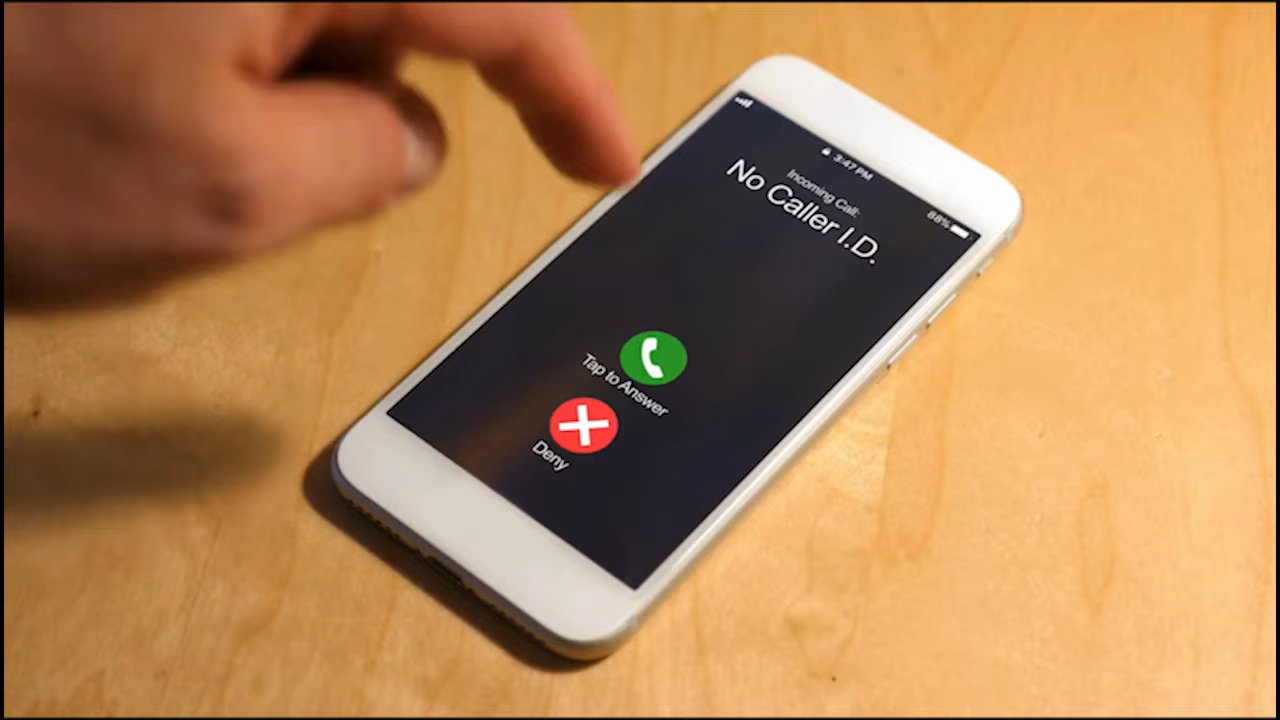 3:47 PM
88%
Incoming Call:
No Caller I.D.
Tap to Answer
Deny